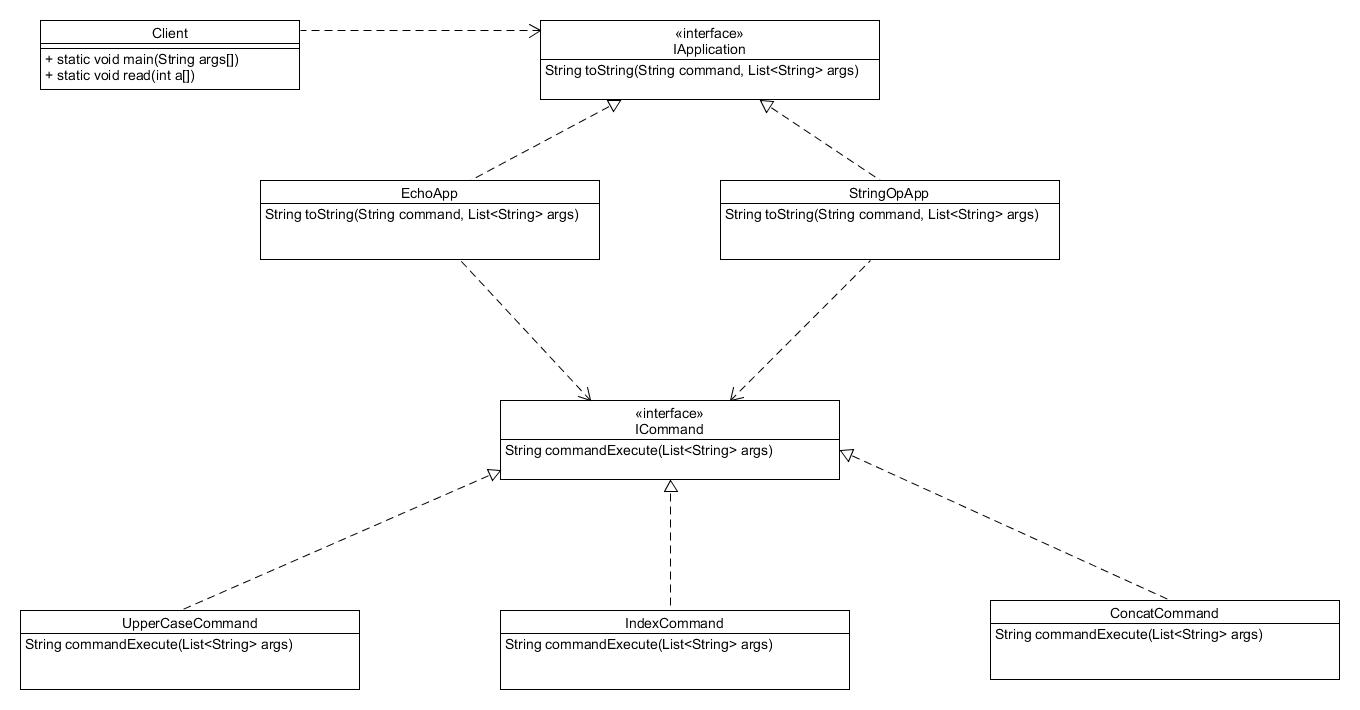 Client
+ static void main(String args[])
+ static void read(int a[])
«interface»
IApplication
String toString(String command, List<String> args)
EchoApp
String toString(String command, List<String> args)
StringOpApp
String toString(String command, List<String> args)
«interface»
ICommand
String commandExecute(List<String> args)
UpperCaseCommand
String commandExecute(List<String> args)
IndexCommand
String commandExecute(List<String> args)
ConcatCommand
String commandExecute(List<String> args)